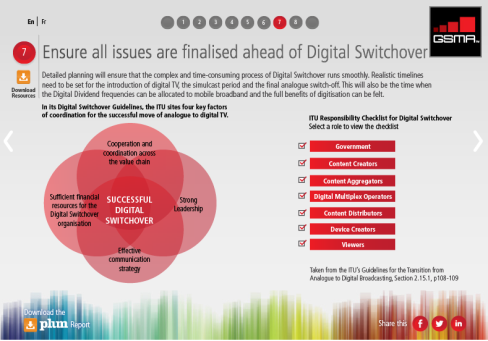 En | Fr
1 2 3 4 5 6 7 8
GSMA
7 Ensure all issues are finalised ahead of Digital Switchover
Download
Resources
Detailed planning will ensure that the complex and time-consuming process of Digital Switchover runs smoothly. Realistic timelines
need to be set for the introduction of digital TV, the simulcast period and the final analogue switch-off. This will also be the time when
the Digital Dividend frequencies can be allocated to mobile broadband and the full benefits of digitisation can be felt.
In its Digital Switchover Guidelines, the ITU sites four key factors
of coordination for the successful move of analogue to digital TV.
Cooperation and
coordination across
the value chain
Sufficient financial
resources for the
Digital Switchover
organisation
SUCCESSFUL
DIGITAL
SWITCHOVER
Strong
Leadership
Effective
communication
strategy
ITU Responsibility Checklist for Digital Switchover
Select a role to view the checklist
Government
Content Creators
Content Aggregators
Digital Multiplex Operators
Content Distributors
Device Creators
Viewers
Taken from the ITU's Guidelines for the Transition from
Analogue to Digital Broadcasting, Section 2.15.1, p108-109
Download the
plum Report
Share this f in